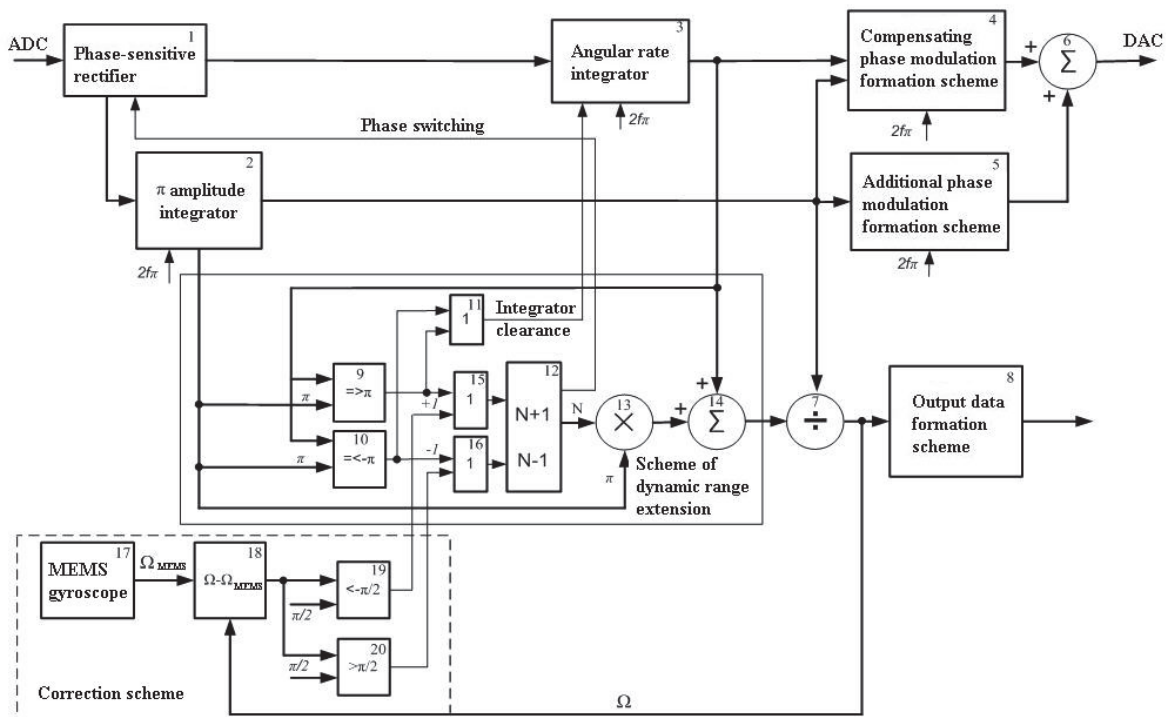 ADC
1
Phase-sensitive
rectifier
3
Angular rate
integrator
2fπ
4
Compensating
phase modulation
formation scheme
2fπ
+
6
Σ
+
DAC
Phase switching
2
π amplitude
integrator
2fπ
5
Additional phase
modulation
formation scheme
2fπ
11
1
Integrator
clearance
9
=>π
π
10
=<-π
π
15
1
+1
16
1
-1
12
N+1
N-1
N
13
×
π
+
+
14
Σ
7
÷
8
Output data
formation
scheme
Scheme of
dynamic range
extension
17
MEMS
gyroscope
Ω MEMS
18
Ω-Ω MEMS
19
<-π/2
π/2
20
>π/2
π/2
Correction scheme
Ω